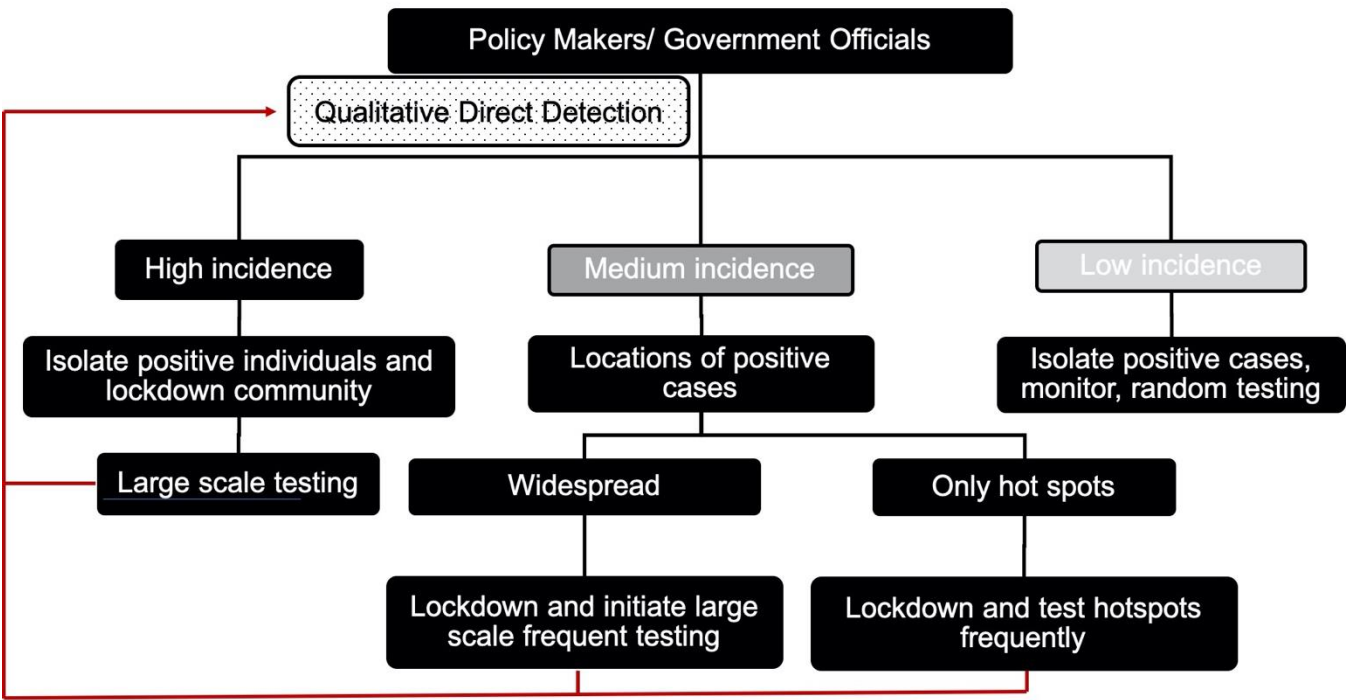 Policy Makers/ Government Officials
Qualitative Direct Detection
High incidence
Medium incidence
Low incidence
Isolate positive individuals and
lockdown community
Locations of positive
cases
Isolate positive cases,
monitor, random testing
Large scale testing
Widespread
Only hot spots
Lockdown and initiate large
scale frequent testing
Lockdown and test hotspots
frequently